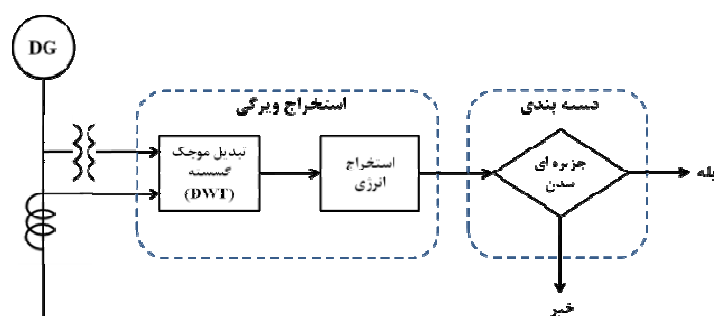 DG
استخراج ویژگی
تبدیل موجک
گسسته
(DWT)
استخراج
انرژی
دسته بندی
جزیره ای
شدن
بله
خیر